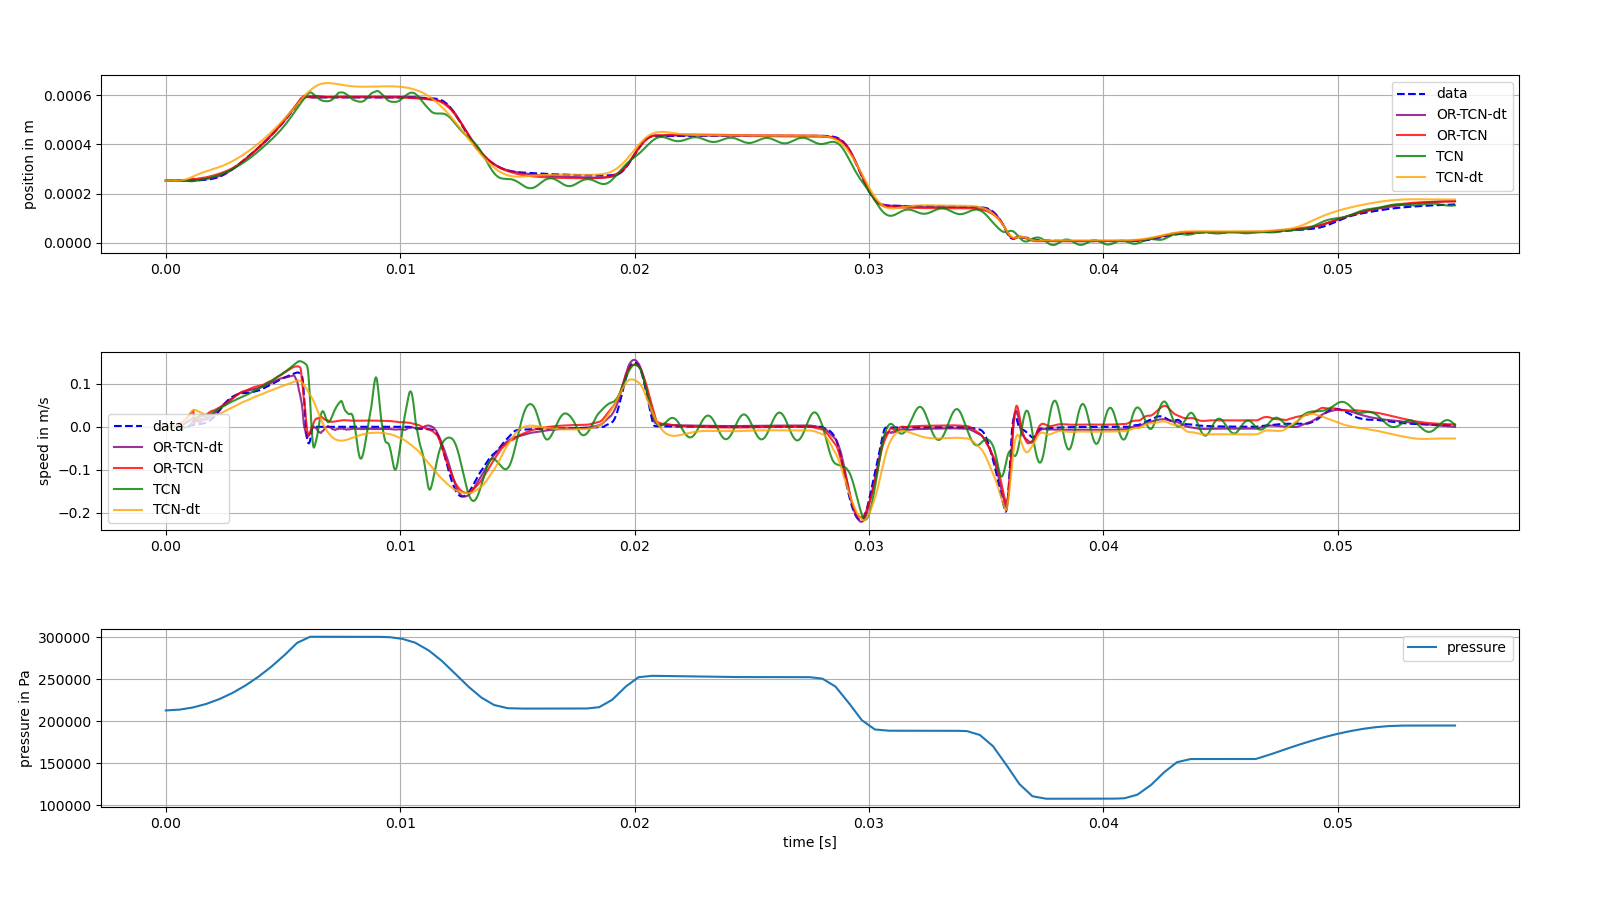 position in m
0.0006
0.0004
0.0002
0.0000
data
OR-TCN-dt
OR-TCN
TCN
TCN-dt
0.00 0.01 0.02 0.03 0.04 0.05
speed in m/s
0.1
0.0
−0.1
−0.2
data
OR-TCN-dt
OR-TCN
TCN
TCN-dt
0.00 0.01 0.02 0.03 0.04 0.05
pressure in Pa
300000
250000
200000
150000
100000
pressure
0.00 0.01 0.02 0.03 0.04 0.05
time [s]